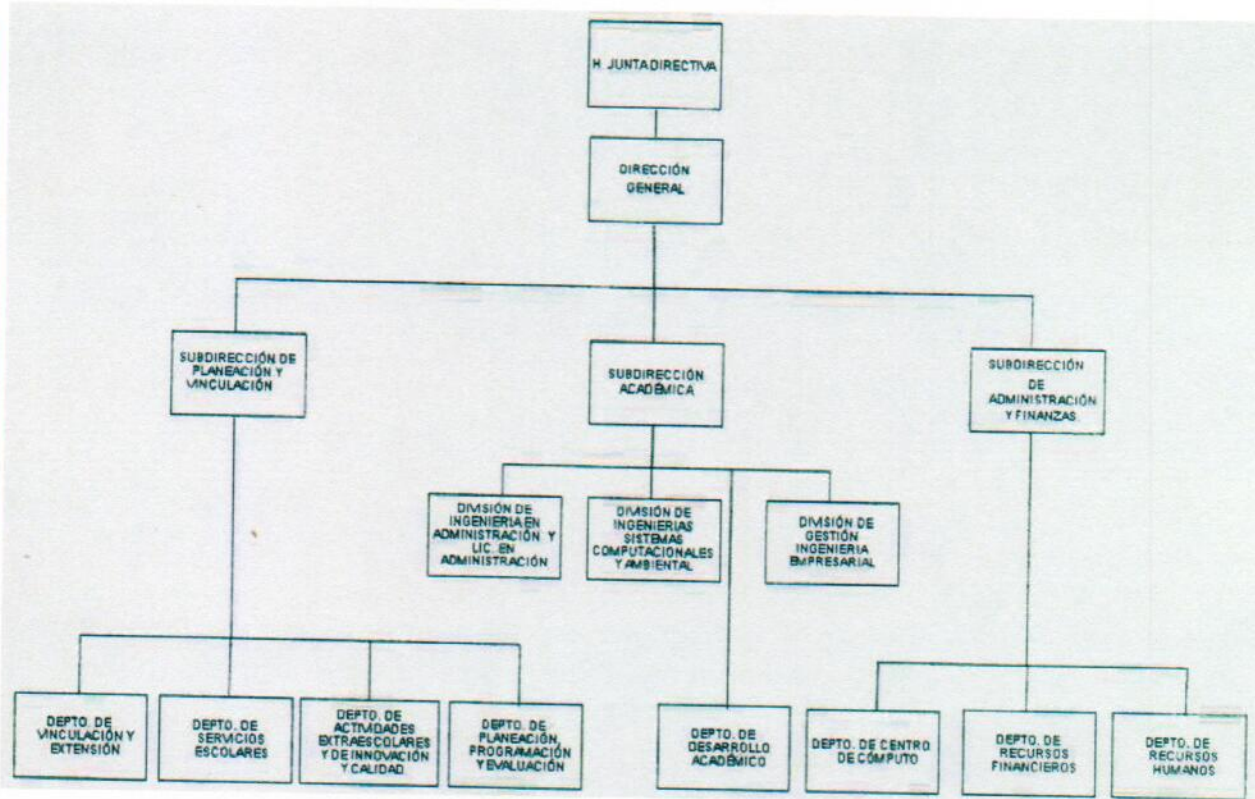 H. JUNTA DIRECTIVA
DIRECCIÓN
GENERAL
SUBDIRECCIÓN DE
PLANEACIÓN Y
VINCULACIÓN
SUBDIRECCIÓN
ACADÉMICA
SUBDIRECCIÓN
DE
ADMINISTRACIÓN
Y FINANZAS.
DIVISIÓN DE
INGENIERIA EN
ADMINISTRACIÓN Y
LIC. EN
ADMINISTRACIÓN
DIVISIÓN DE
INGENIERIAS
SISTEMAS
COMPUTACIONALES
Y AMBIENTAL
DIVISIÓN DE
GESTIÓN
INGENIERIA
EMPRESARIAL
DEPTO. DE
VINCULACIÓN Y
EXTENSIÓN
DEPTO. DE
SERVICIOS
ESCOLARES
DEPTO. DE
ACTIVIDADES
EXTRAESCOLARES
Y DE INNOVACIÓN
Y CALIDAD
DEPTO. DE
PLANEACIÓN,
PROGRAMACIÓN
Y EVALUACIÓN
DEPTO. DE
DESARROLLO
ACADÉMICO
DEPTO. DE CENTRO
DE CÓMPUTO
DEPTO. DE
RECURSOS
FINANCIEROS
DEPTO. DE
RECURSOS
HUMANOS